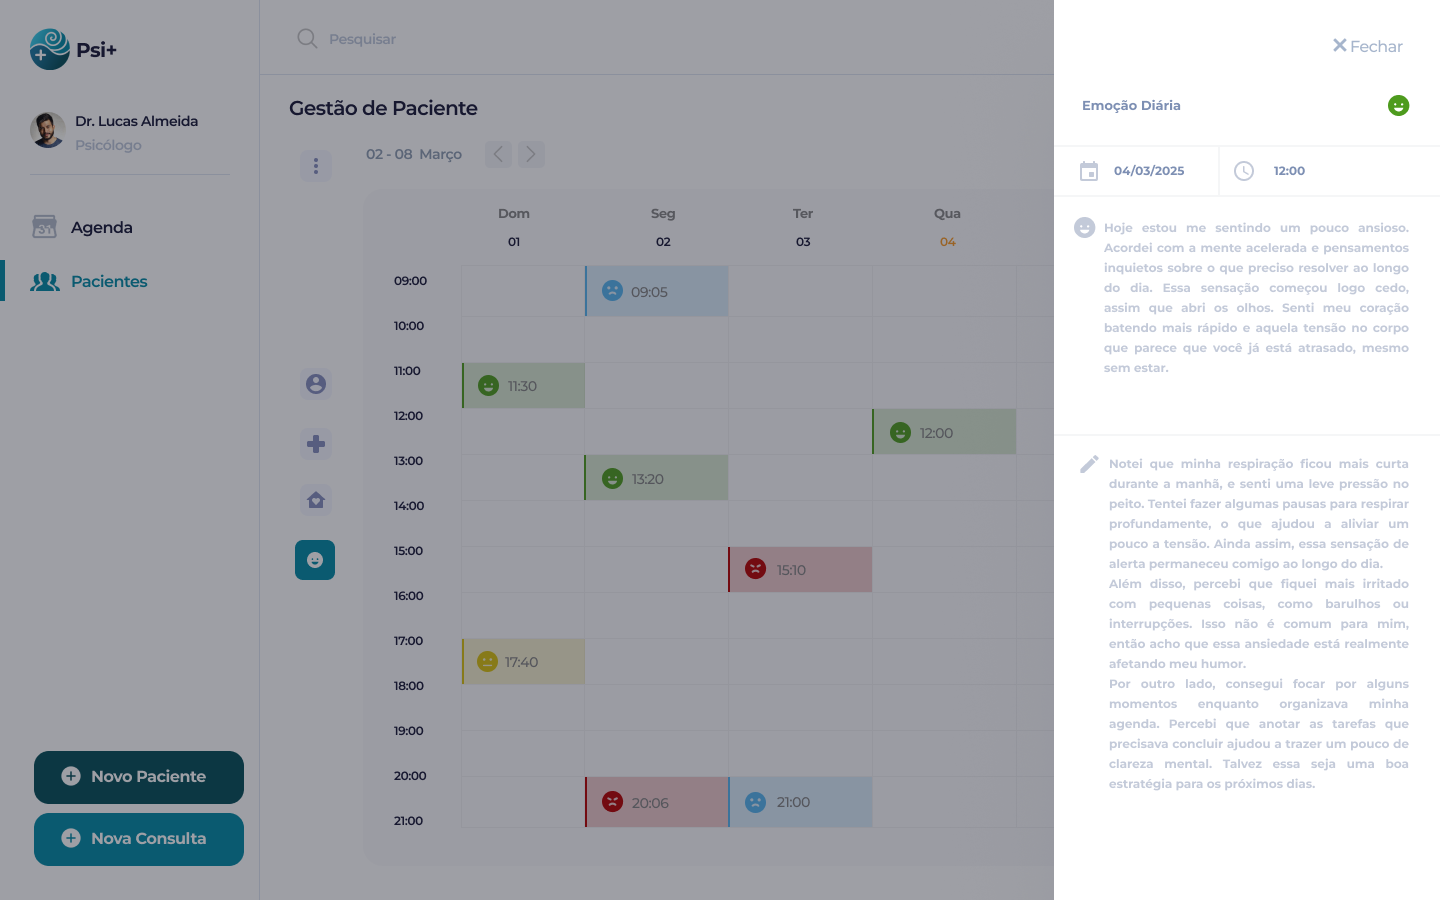 Psi+
Dr. Lucas Almeida
Psicólogo
31
Agenda
Pacientes
Novo Paciente
Nova Consulta
Pesquisar
Gestão de Paciente
02 - 08 Março
Dom Seg Ter Qua
01 02 03 04
09:00
10:00
11:00
12:00
13:00
14:00
15:00
16:00
17:00
18:00
19:00
20:00
21:00
09:05
11:30
12:00
13:20
15:10
17:40
20:06
21:00
Fechar
Emoção Diária
04/03/2025
12:00
Hoje estou me sentindo um pouco ansioso.
Acordei com a mente acelerada e pensamentos
inquietos sobre o que preciso resolver ao longo
do dia. Essa sensação começou logo cedo,
assim que abri os olhos. Senti meu coração
batendo mais rápido e aquela tensão no corpo
que parece que você já está atrasado, mesmo
sem estar.
Notei que minha respiração ficou mais curta
durante a manhã, e senti uma leve pressão no
peito. Tentei fazer algumas pausas para respirar
profundamente, o que ajudou a aliviar um
pouco a tensão. Ainda assim, essa sensação de
alerta permaneceu comigo ao longo do dia.
Além disso, percebi que fiquei mais irritado
com pequenas coisas, como barulhos ou
interrupções. Isso não é comum para mim,
então acho que essa ansiedade está realmente
afetando meu humor.
Por outro lado, consegui focar por alguns
momentos enquanto organizava minha
agenda. Percebi que anotar as tarefas que
precisava concluir ajudou a trazer um pouco de
clareza mental. Talvez essa seja uma boa
estratégia para os próximos dias.